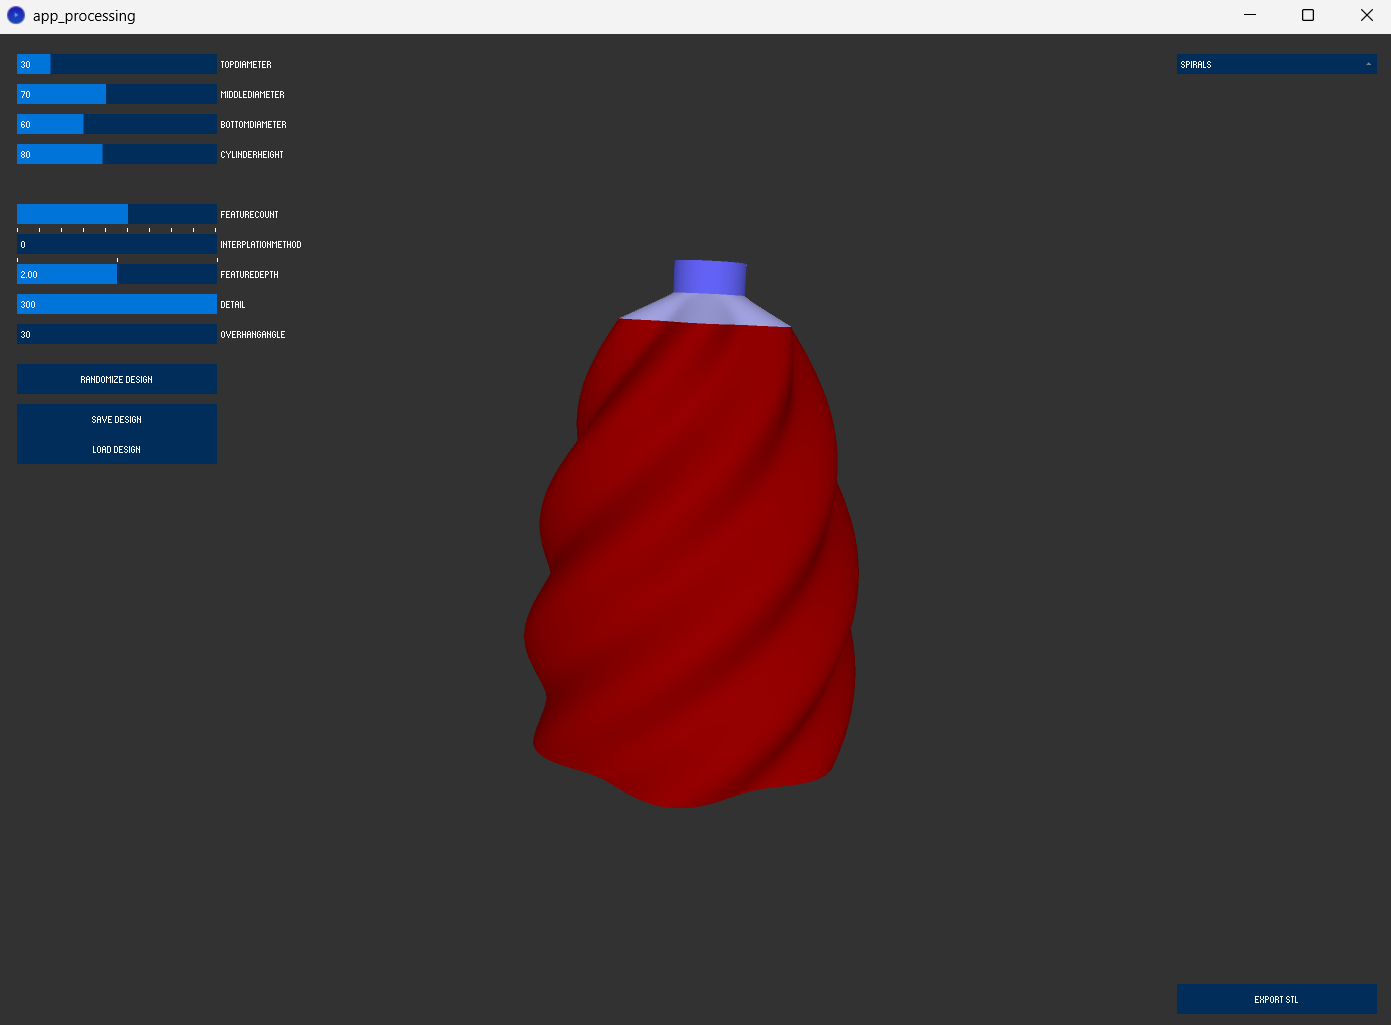 app_processing
30 TOPDIAMETER
SPIRALS
70 MIDDLEDIAMETER
60 BOTTOMDIAMETER
80 CYLINDERHEIGHT
FEATURECOUNT
0 INTERPLATIONMETHOD
2.00 FEATUREDEPTH
300 DETAIL
30 OVERHANGANGLE
RANDOMIZE DESIGN
SAVE DESIGN
LOAD DESIGN
EXPORT STL